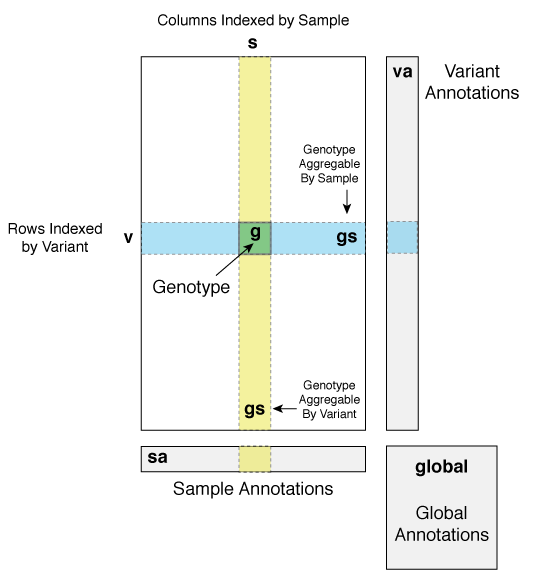 Columns Indexed by Sample
s
va
Variant
Annotations
Genotype
Aggregable
By Sample
Rows Indexed
by Variant
v
g
gs
Genotype
gs
Genotype
Aggregable
By Variant
sa
Sample Annotations
global
Global
Annotations